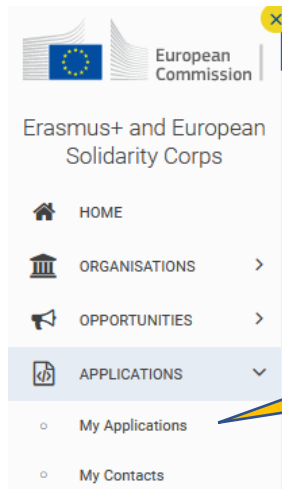 European
Commission
Erasmus+ and European
Solidarity Corps
HOME
ORGANISATIONS
OPPORTUNITIES
APPLICATIONS
My Applications
My Contacts